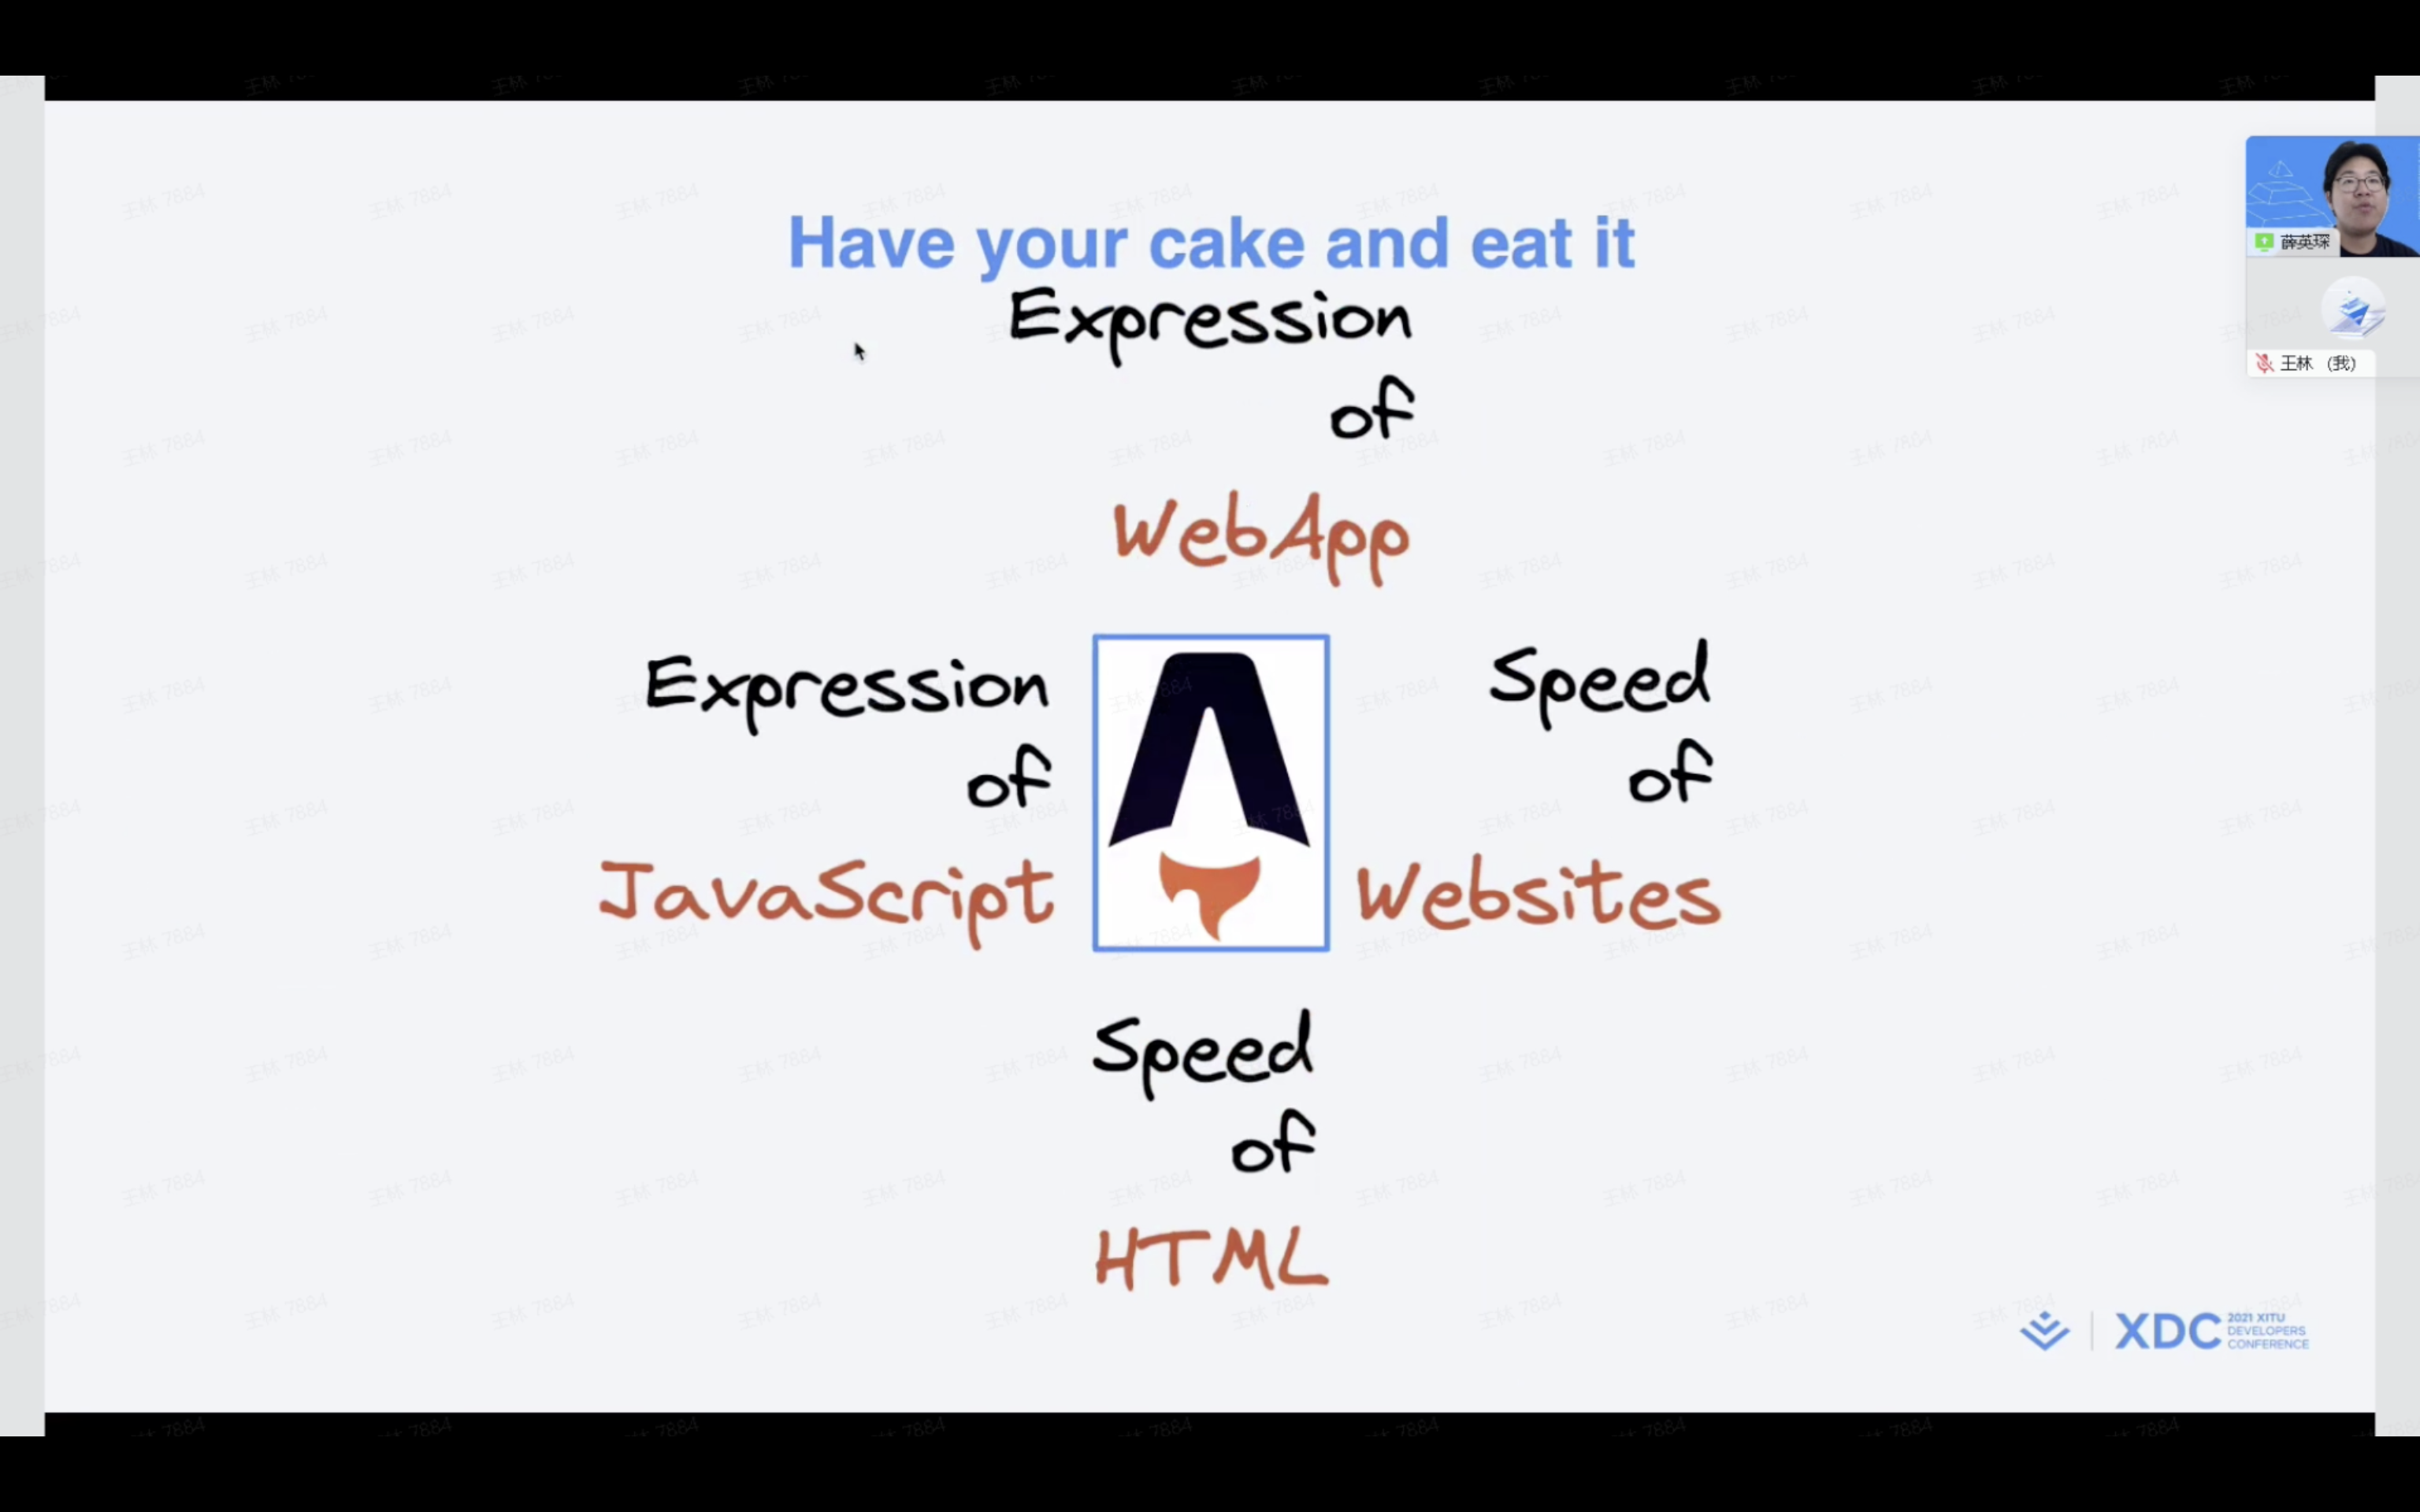 Have your cake and eat it
Expression
of
WebApp
Expression
of
JavaScript
Speed
of
Websites
Speed
of
HTML
薛英琛
王林 (我)
XDC
2021 XITU
DEVELOPERS
CONFERENCE
王林 7884